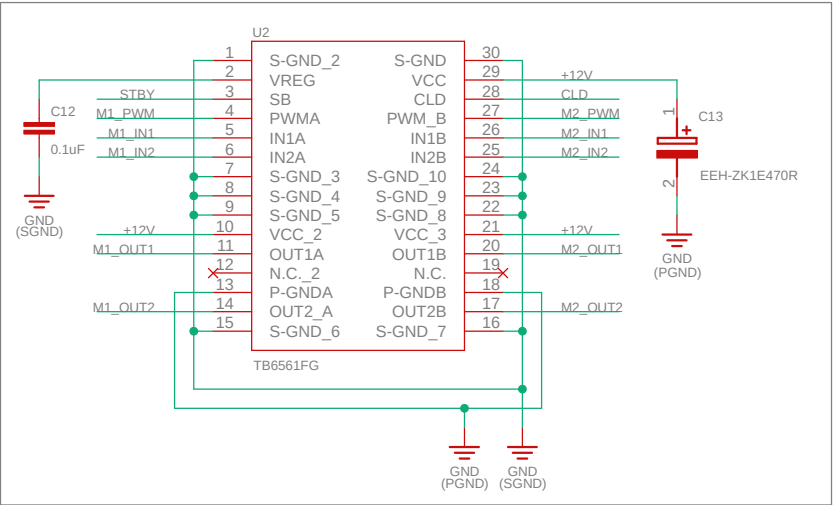 U2
1 S-GND_2 S-GND 30
2 VREG VCC 29 +12V
STBY 3 SB CLD 28 CLD
M1_PWM 4 PWMA PWM_B 27 M2_PWM
M1_IN1 5 IN1A IN1B 26 M2_IN1
M1_IN2 6 IN2A IN2B 25 M2_IN2
7 S-GND_3 S-GND_10 24
8 S-GND_4 S-GND_9 23
9 S-GND_5 S-GND_8 22
+12V 10 VCC_2 VCC_3 21 +12V
M1_OUT1 11 OUT1A OUT1B 20 M2_OUT1
12 N.C._2 N.C. 19
13 P-GNDA P-GNDB 18
M1_OUT2 14 OUT2_A OUT2B 17 M2_OUT2
15 S-GND_6 S-GND_7 16
TB6561FG
C12
0.1uF
GND
(SGND)
1
+
C13
2
EEH-ZK1E470R
GND
(PGND)
GND
(PGND)
GND
(SGND)